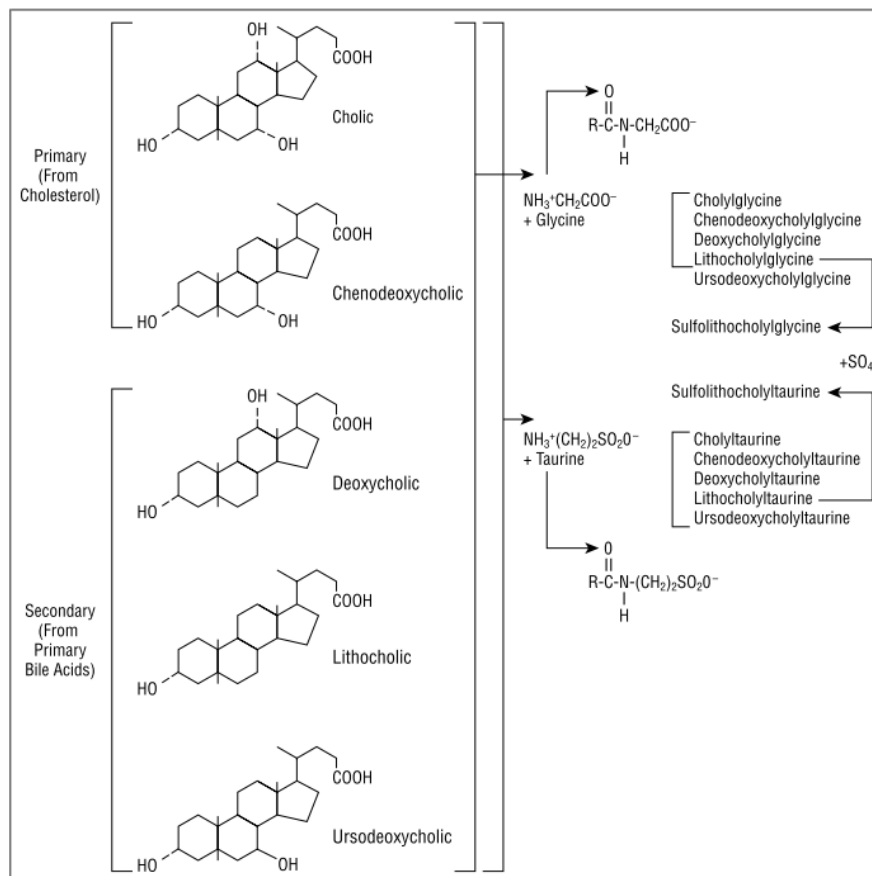 OH
COOH
Cholic
HO
OH
Primary
(From
Cholesterol)
COOH
Chenodeoxycholic
HO
OH
OH
COOH
Deoxycholic
HO
Secondary
(From
Primary
Bile Acids)
COOH
Lithocholic
HO
COOH
Ursodeoxycholic
HO
OH
O
R-C-N-CH₂COO⁻
H
NH₃⁺CH₂COO⁻
+ Glycine
Cholylglycine
Chenodeoxycholylglycine
Deoxycholylglycine
Lithocholylglycine
Ursodeoxycholylglycine
Sulfolithocholylglycine
+SO₄
Sulfolithocholyltaurine
NH₃⁺(CH₂)₂SO₂0⁻
+ Taurine
Cholyltaurine
Chenodeoxycholyltaurine
Deoxycholyltaurine
Lithocholyltaurine
Ursodeoxycholyltaurine
O
R-C-N-(CH₂)₂SO₂0⁻
H